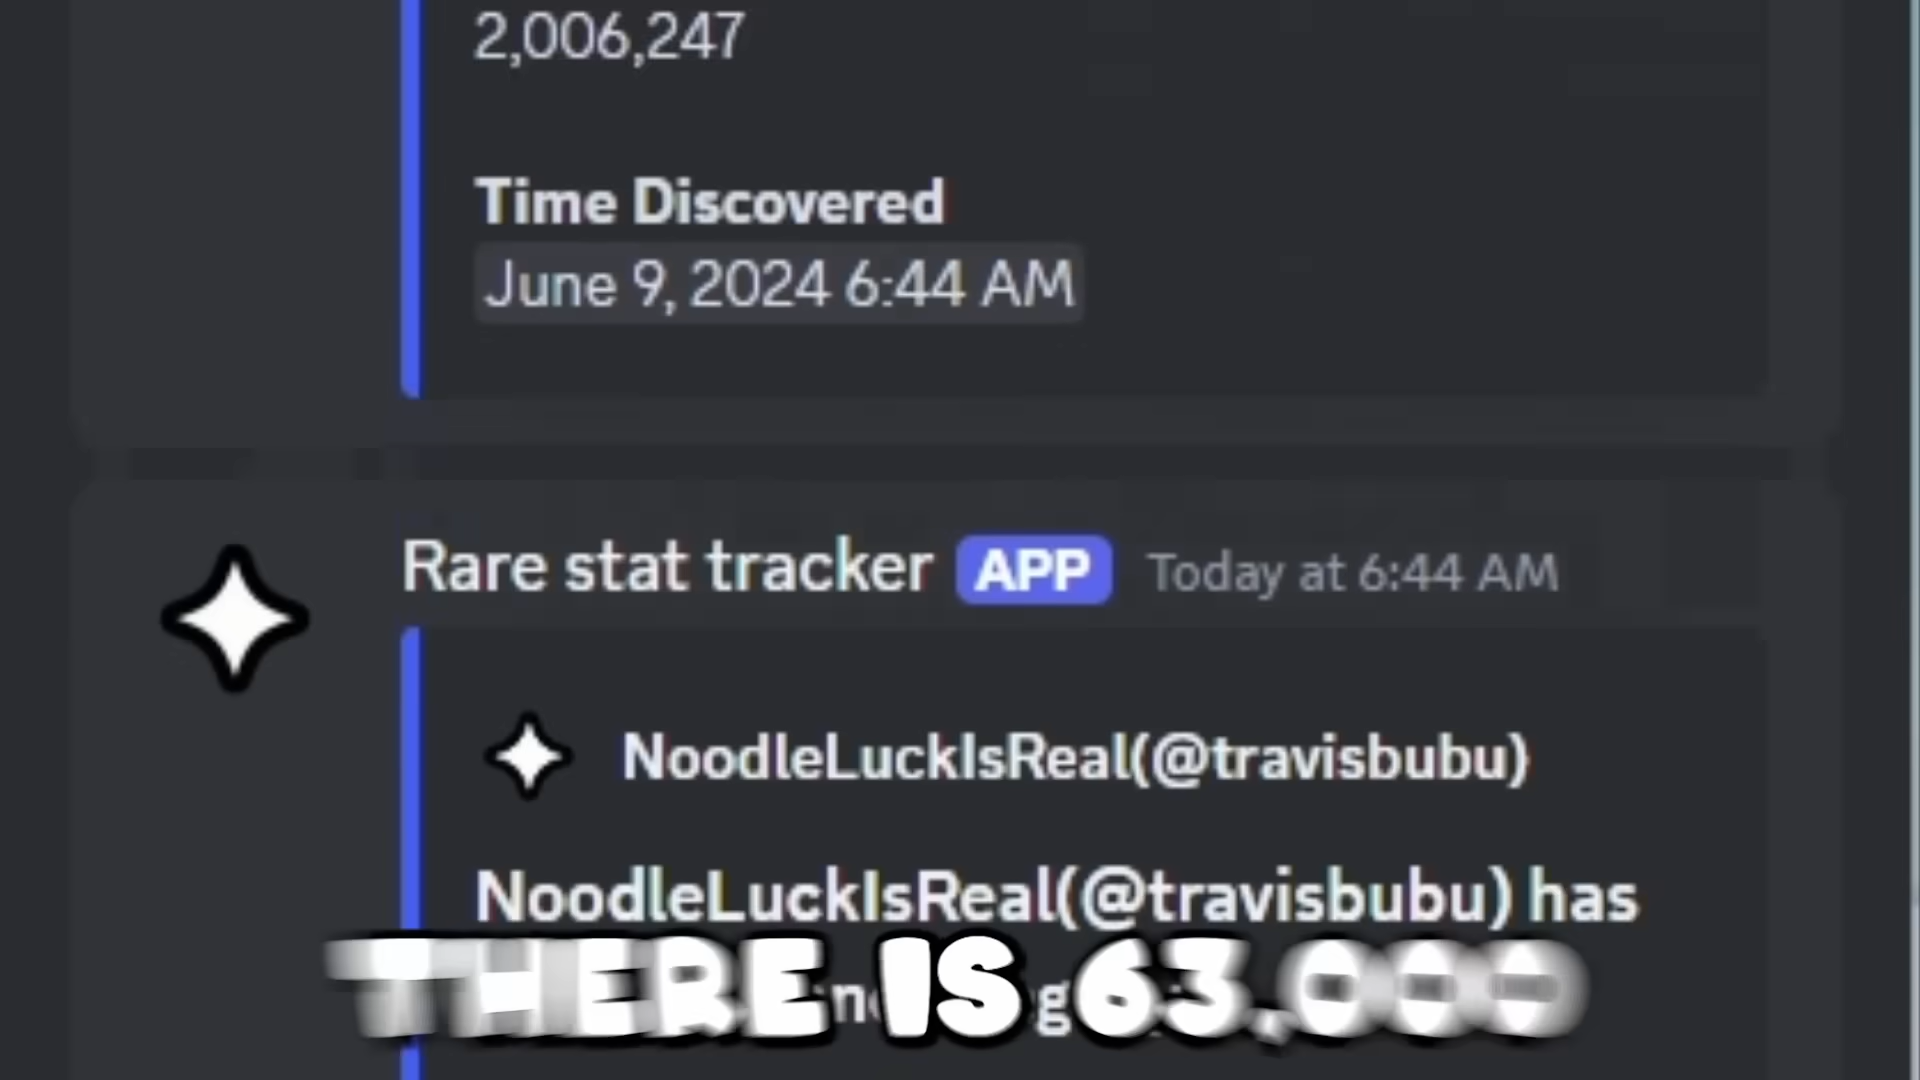 2,006,247
Time Discovered
June 9, 2024 6:44 AM
Rare stat tracker APP Today at 6:44 AM
NoodleLuckIsReal(@travisbubu)
NoodleLuckIsReal(@travisbubu) has
THERE IS 63,000